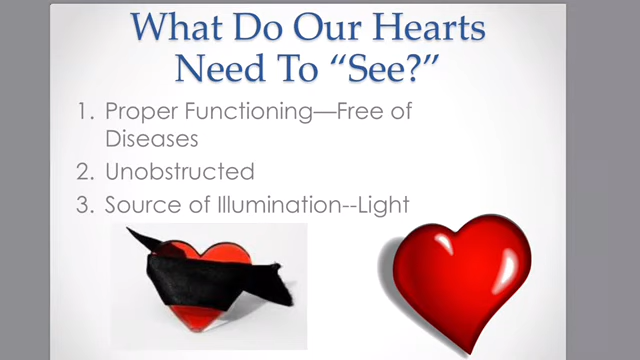 What Do Our Hearts
Need To “See?”
1. Proper Functioning—Free of
Diseases
2. Unobstructed
3. Source of Illumination--Light